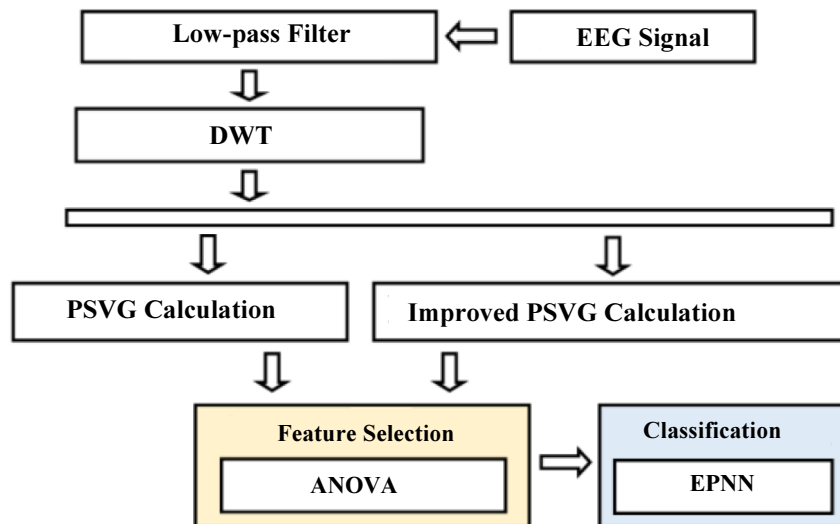 Low-pass Filter
EEG Signal
DWT
PSVG Calculation
Improved PSVG Calculation
Feature Selection
ANOVA
Classification
EPNN